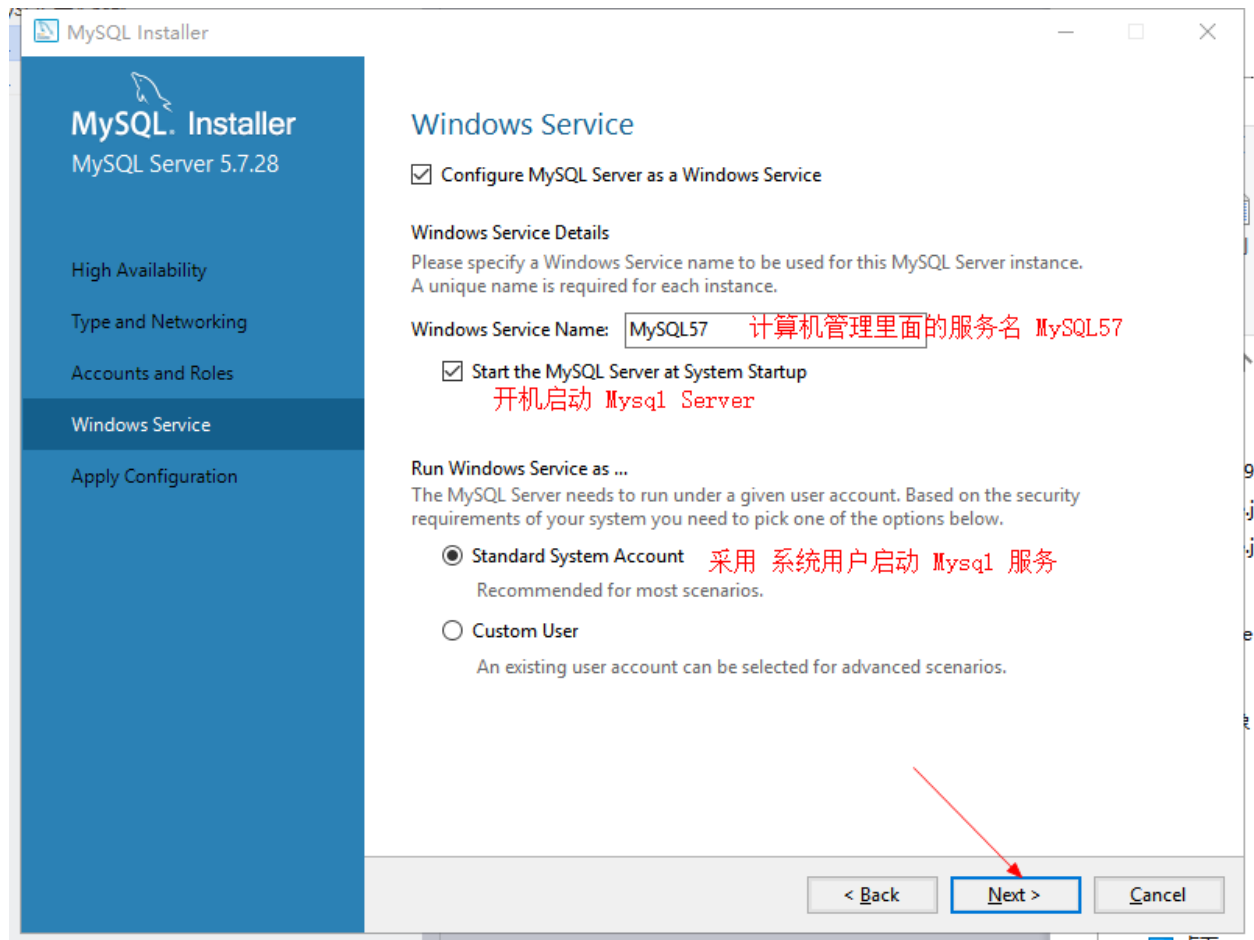 MySQL Installer
MySQL. Installer
MySQL Server 5.7.28
High Availability
Type and Networking
Accounts and Roles
Windows Service
Apply Configuration
Windows Service
Configure MySQL Server as a Windows Service
Windows Service Details
Please specify a Windows Service name to be used for this MySQL Server instance.
A unique name is required for each instance.
Windows Service Name: MySQL57 计算机管理里面的服务名 MySQL57
Start the MySQL Server at System Startup
开机启动 Mysql Server
Run Windows Service as ...
The MySQL Server needs to run under a given user account. Based on the security
requirements of your system you need to pick one of the options below.
Standard System Account 采用 系统用户启动 Mysql 服务
Recommended for most scenarios.
Custom User
An existing user account can be selected for advanced scenarios.
< Back Next > Cancel